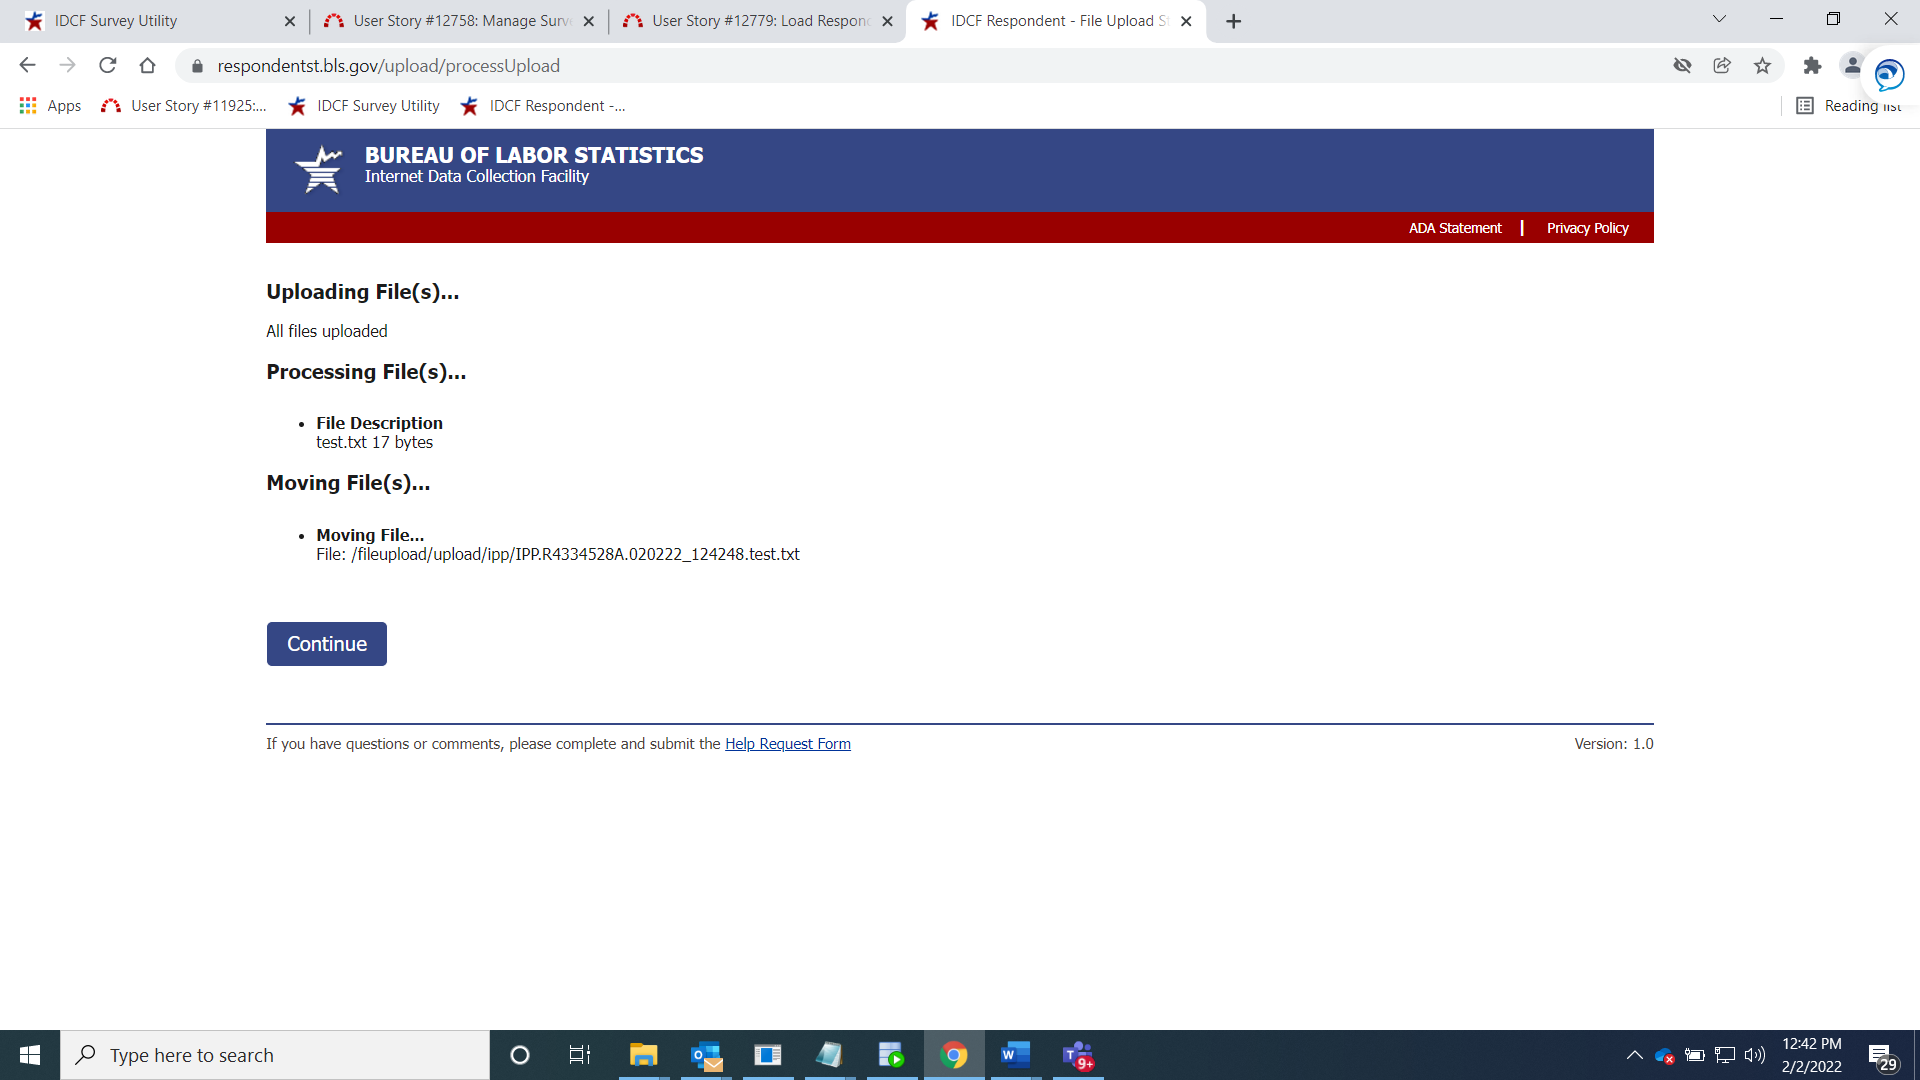 IDCF Survey Utility
User Story #12758: Manage Surv
User Story #12779: Load Respon
IDCF Respondent - File Upload S
respondentst.bls.gov/upload/processUpload
Apps
User Story #11925:...
IDCF Survey Utility
IDCF Respondent -...
Reading list
BUREAU OF LABOR STATISTICS
Internet Data Collection Facility
ADA Statement | Privacy Policy
Uploading File(s)...
All files uploaded
Processing File(s)...
• File Description
test.txt 17 bytes
Moving File(s)...
• Moving File...
File: /fileupload/upload/ipp/IPP.R4334528A.020222_124248.test.txt
Continue
If you have questions or comments, please complete and submit the Help Request Form
Version: 1.0
Type here to search
9+
12:42 PM
2/2/2022
29